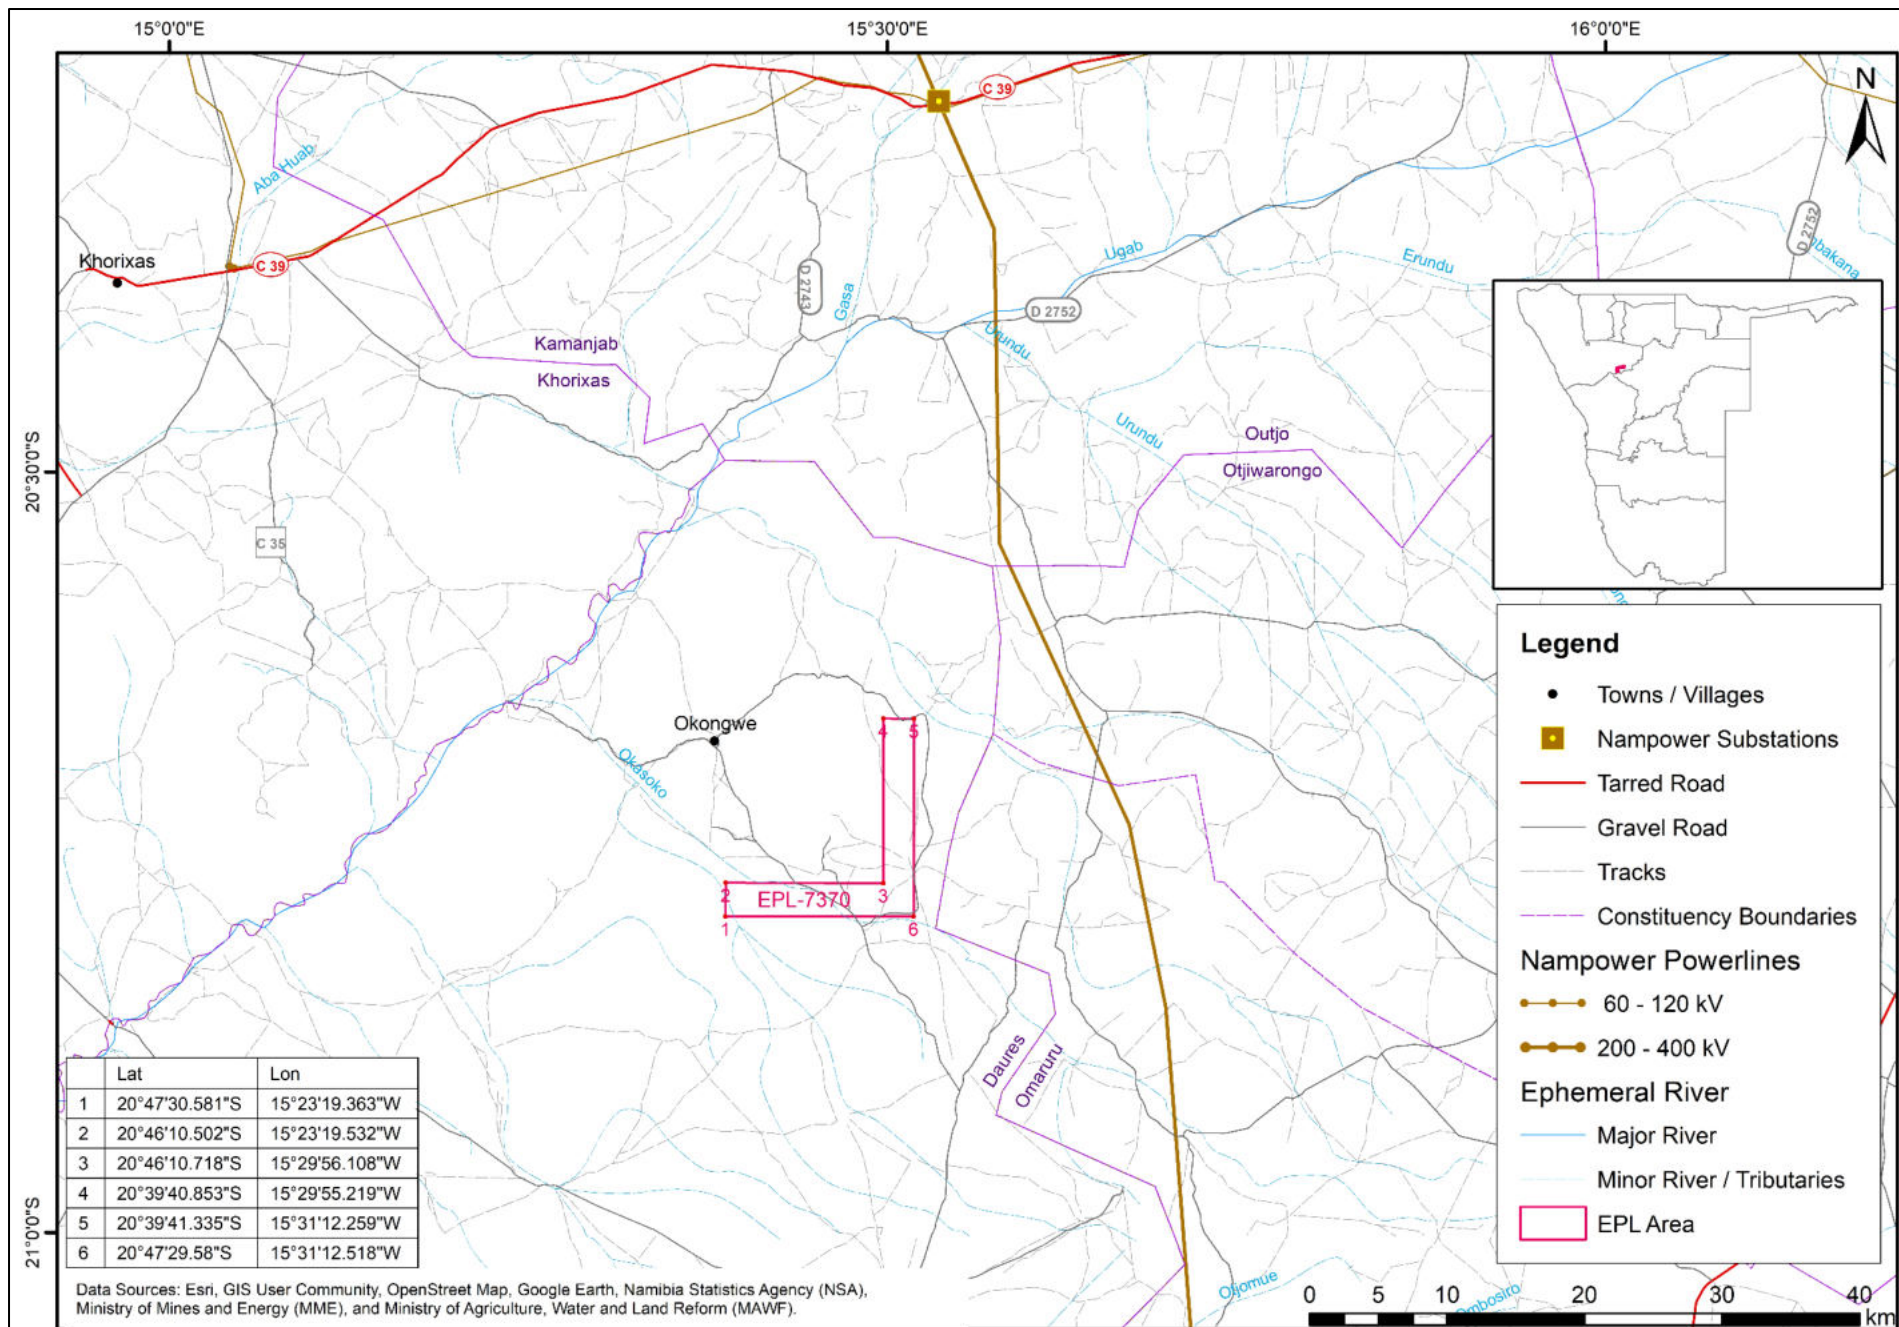 15°0'0"E
15°30'0"E
16°0'0"E
N
C 39
Aba Huab
D 2752
Khorixas
C 39
D 2743
Gasa
Ugab
Erundu
D 2752
Urundu
Kamanjab
Khorixas
Urundu
Outjo
Otjiwarongo
20°30'0"S
C 35
Okongwe
Okasoko
4
5
2
EPL-7370
3
1
6
Daures
Omaruru
Otjomue
Ombosiro
21°0'0"S
Legend
Towns / Villages
Nampower Substations
Tarred Road
Gravel Road
Tracks
Constituency Boundaries
Nampower Powerlines
60 - 120 kV
200 - 400 kV
Ephemeral River
Major River
Minor River / Tributaries
EPL Area
Lat Lon
1 20°47'30.581"S 15°23'19.363"W
2 20°46'10.502"S 15°23'19.532"W
3 20°46'10.718"S 15°29'56.108"W
4 20°39'40.853"S 15°29'55.219"W
5 20°39'41.335"S 15°31'12.259"W
6 20°47'29.58"S 15°31'12.518"W
Data Sources: Esri, GIS User Community, OpenStreet Map, Google Earth, Namibia Statistics Agency (NSA),
Ministry of Mines and Energy (MME), and Ministry of Agriculture, Water and Land Reform (MAWF).
0 5 10 20 30 40
km